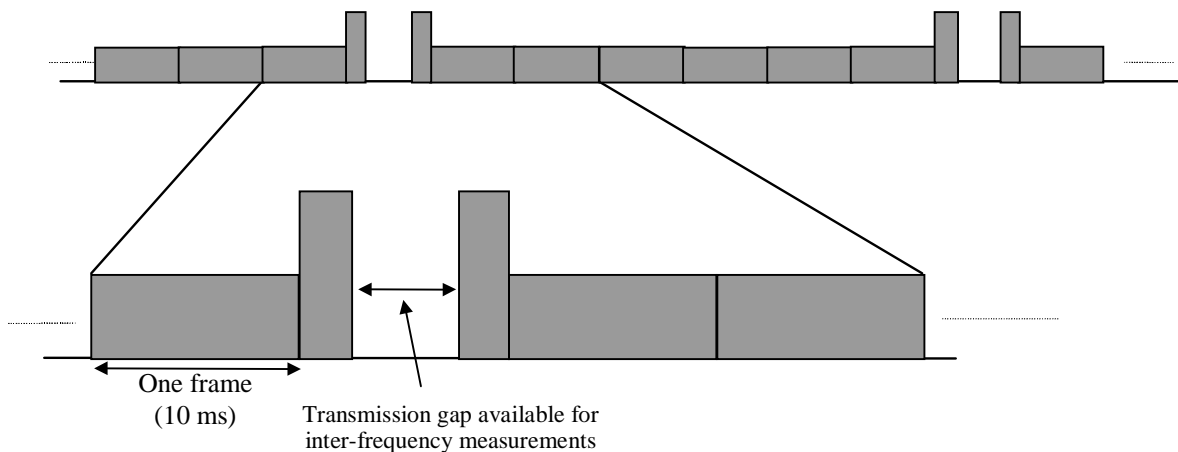 One frame
(10 ms)
Transmission gap available for
inter-frequency measurements